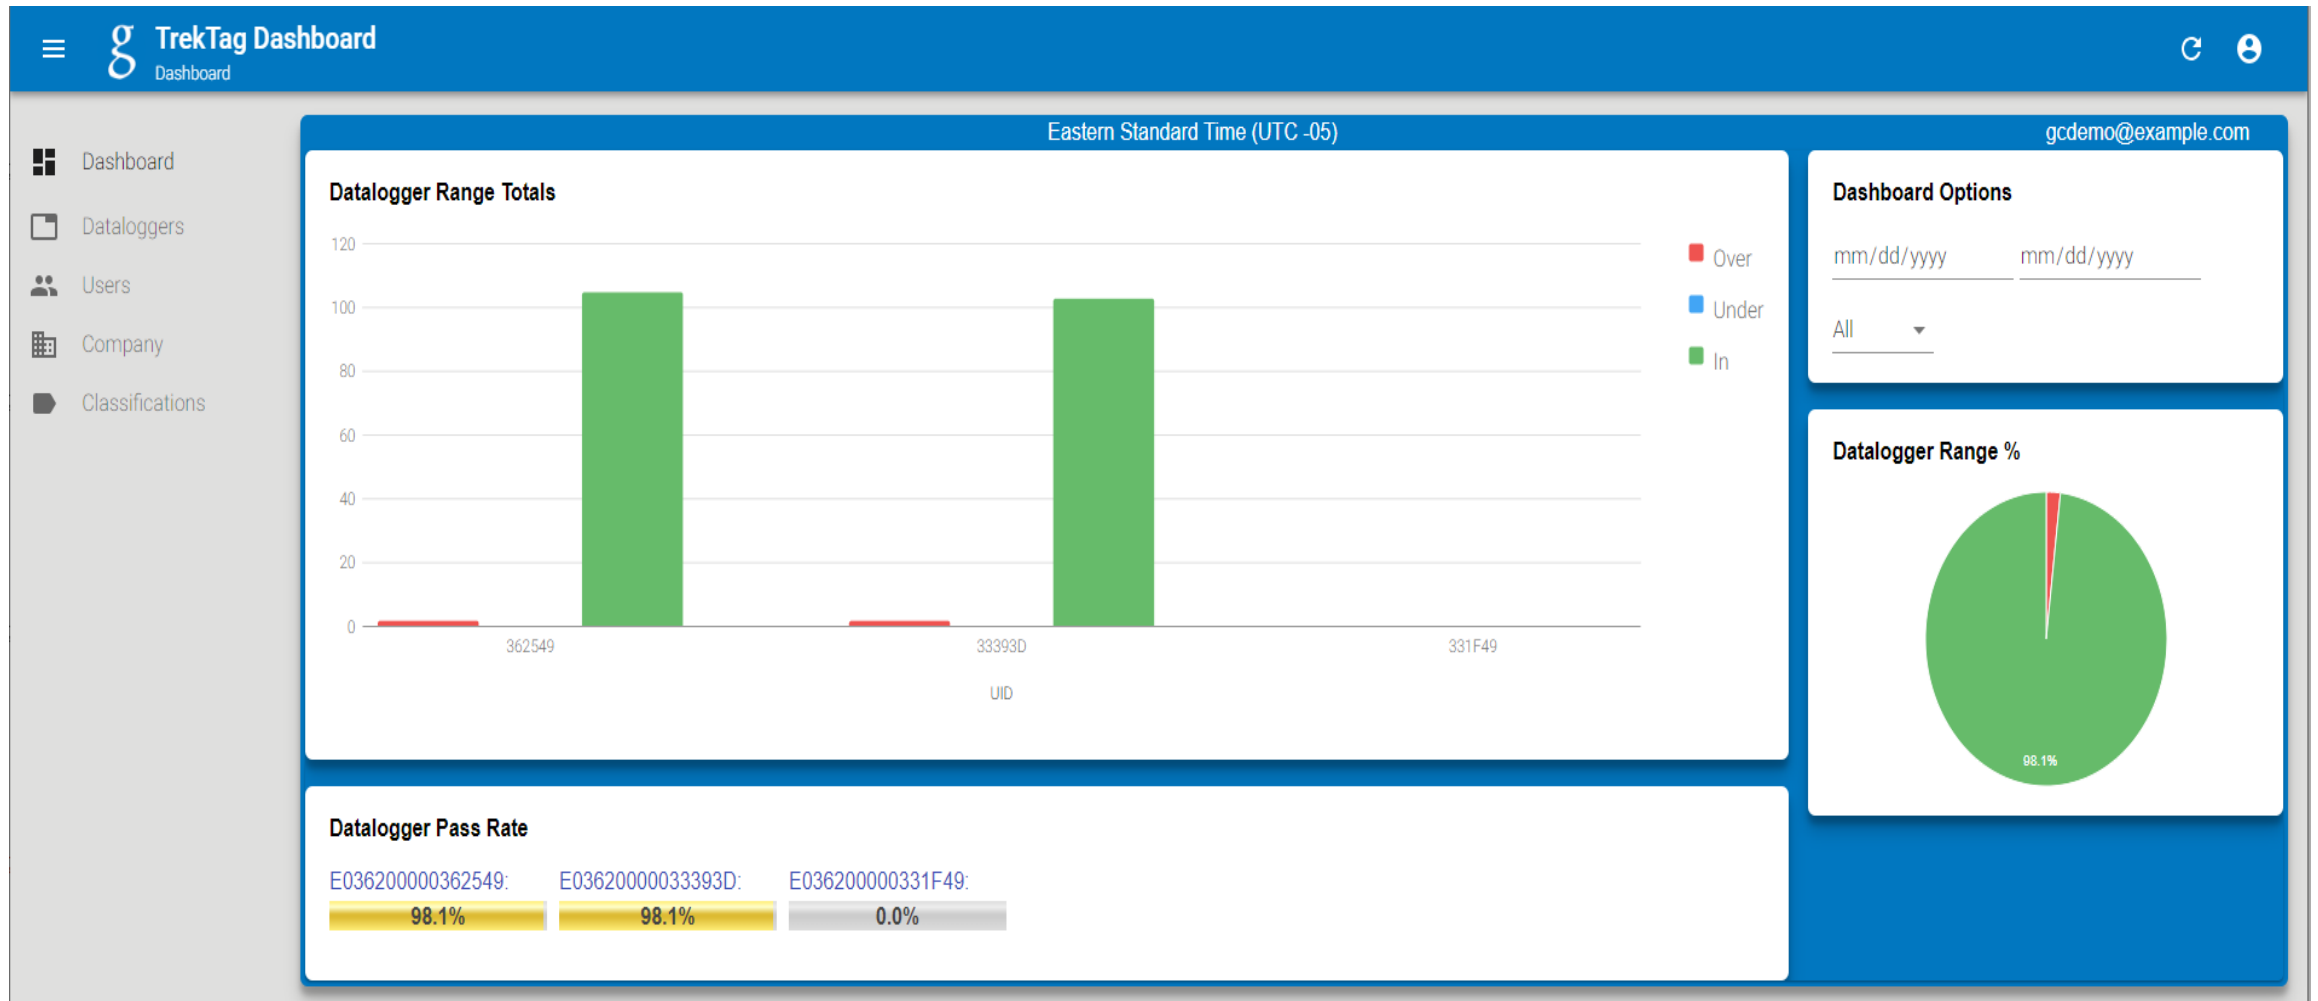 g
TrekTag Dashboard
Dashboard
Dashboard
Dataloggers
Users
Company
Classifications
Eastern Standard Time (UTC -05)
gcdemo@example.com
Datalogger Range Totals
120
100
80
60
40
20
0
362549
33393D
331F49
UID
Over
Under
In
Dashboard Options
mm/dd/yyyy mm/dd/yyyy
All
Datalogger Range %
98.1%
Datalogger Pass Rate
E036200000362549: E03620000033393D: E036200000331F49:
98.1% 98.1% 0.0%